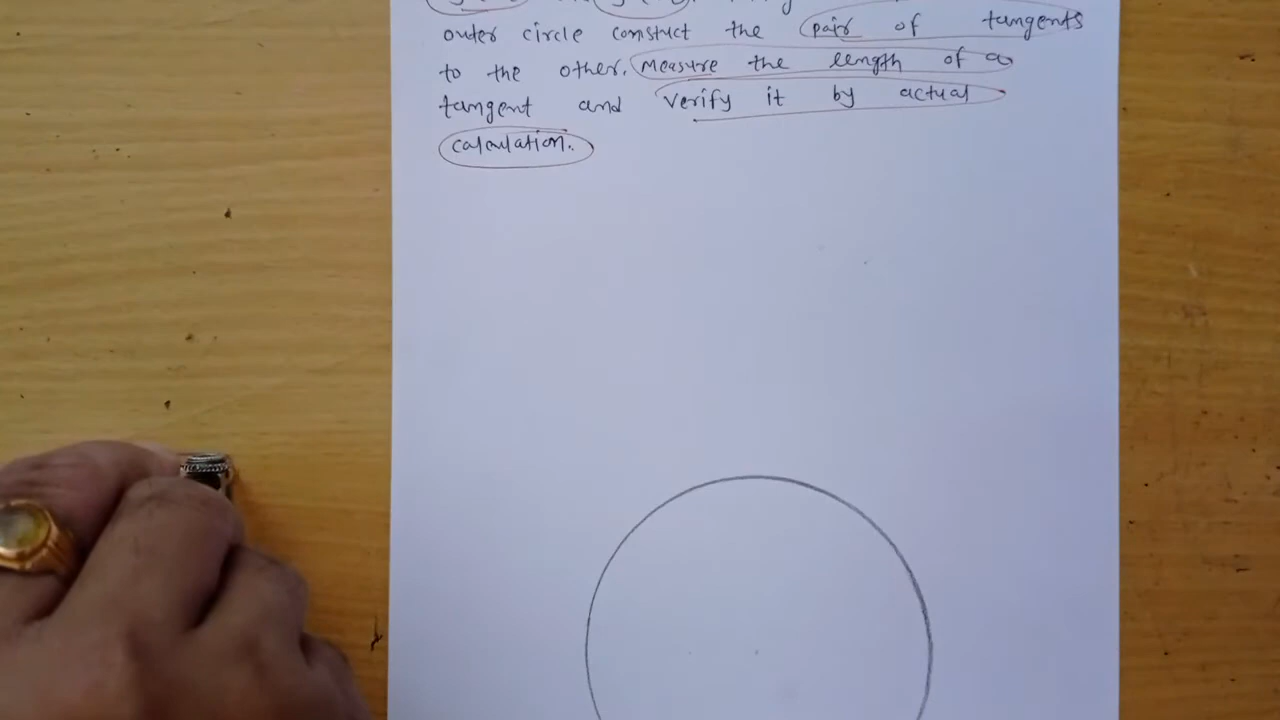 outer circle constuct the pair of tangents
to the other. Measure the length of a
tangent and verify it by actual
calculation.